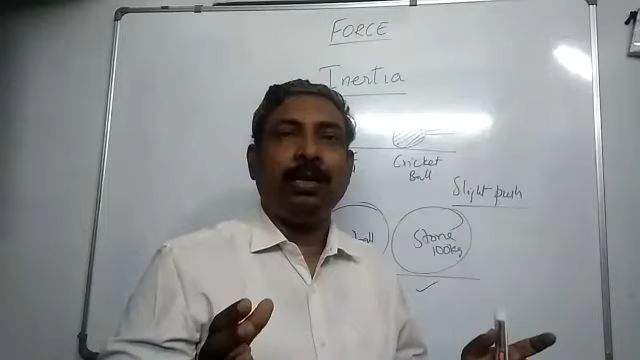 FORCE
Inertia
Cricket
Ball
Slight push
Stone
100kg